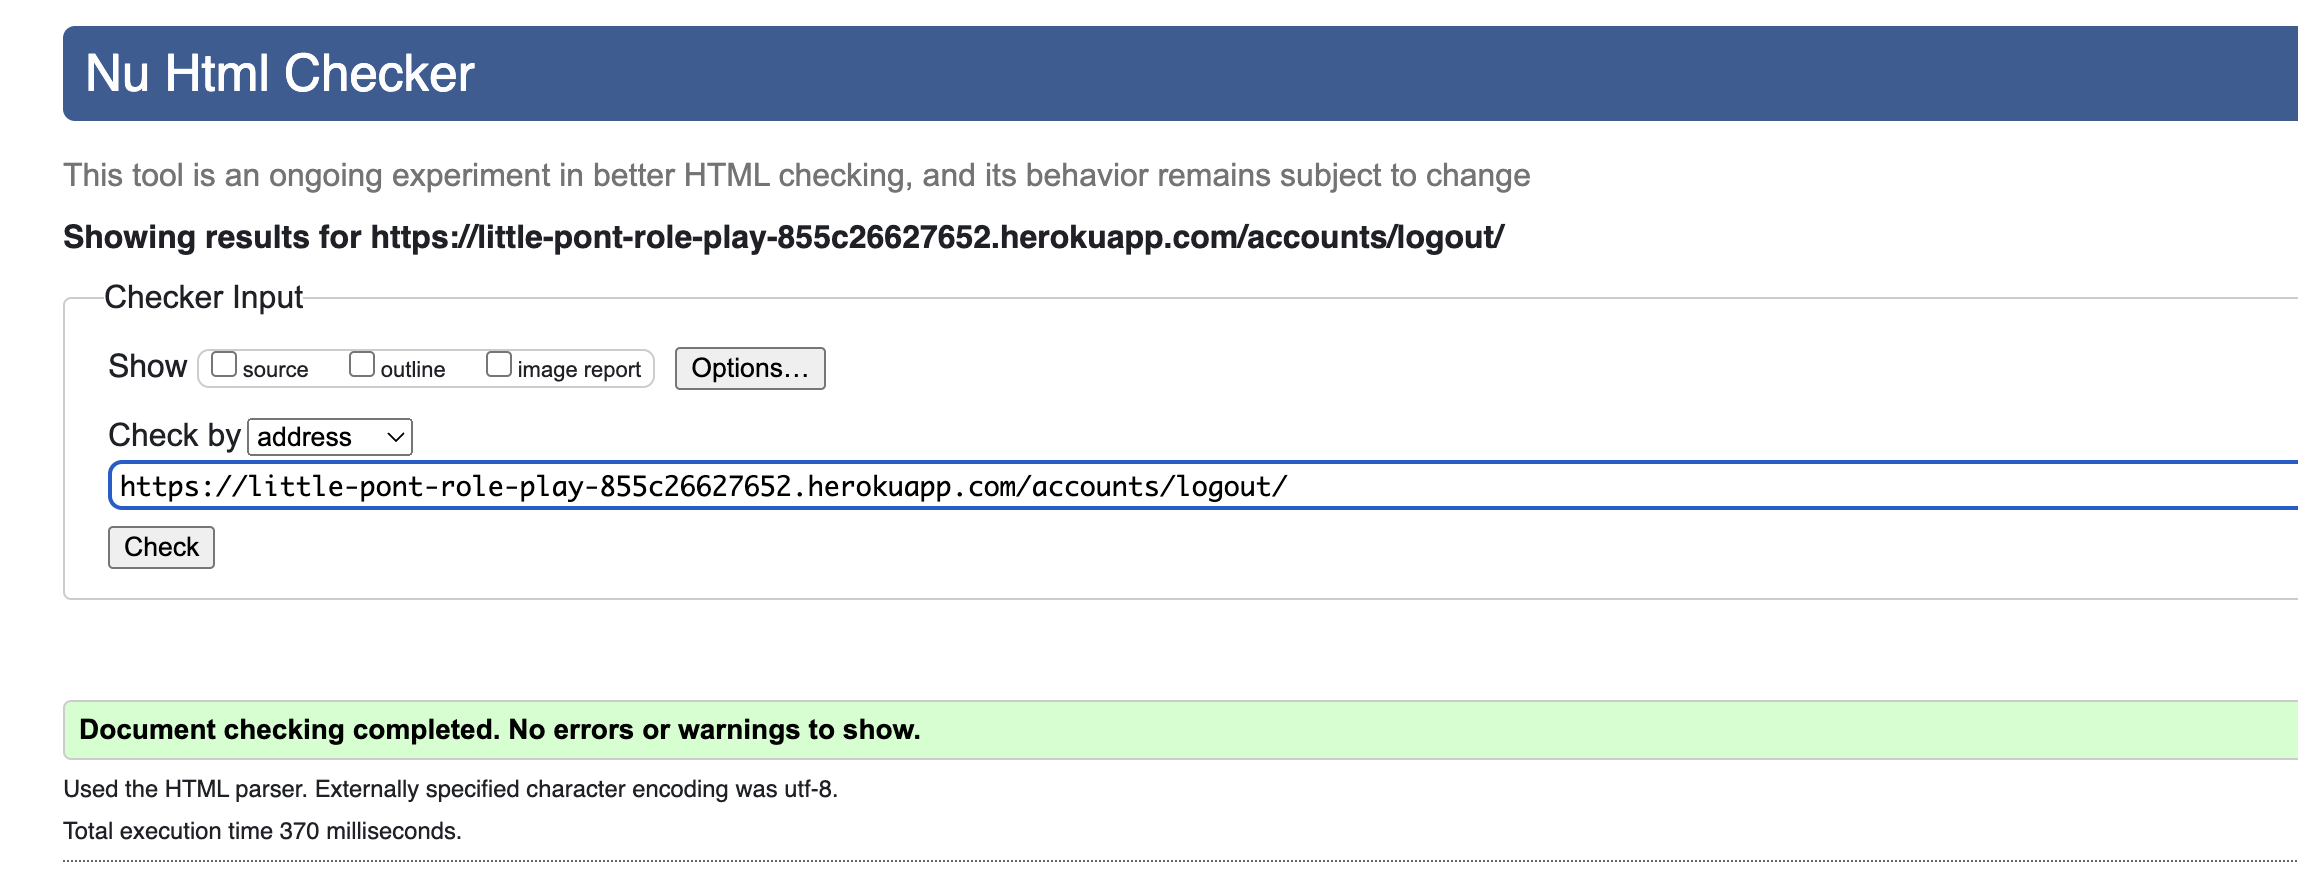 Nu Html Checker
This tool is an ongoing experiment in better HTML checking, and its behavior remains subject to change
Showing results for https://little-pont-role-play-855c26627652.herokuapp.com/accounts/logout/
Checker Input
Show source outline image report Options…
Check by address
https://little-pont-role-play-855c26627652.herokuapp.com/accounts/logout/
Check
Document checking completed. No errors or warnings to show.
Used the HTML parser. Externally specified character encoding was utf-8.
Total execution time 370 milliseconds.